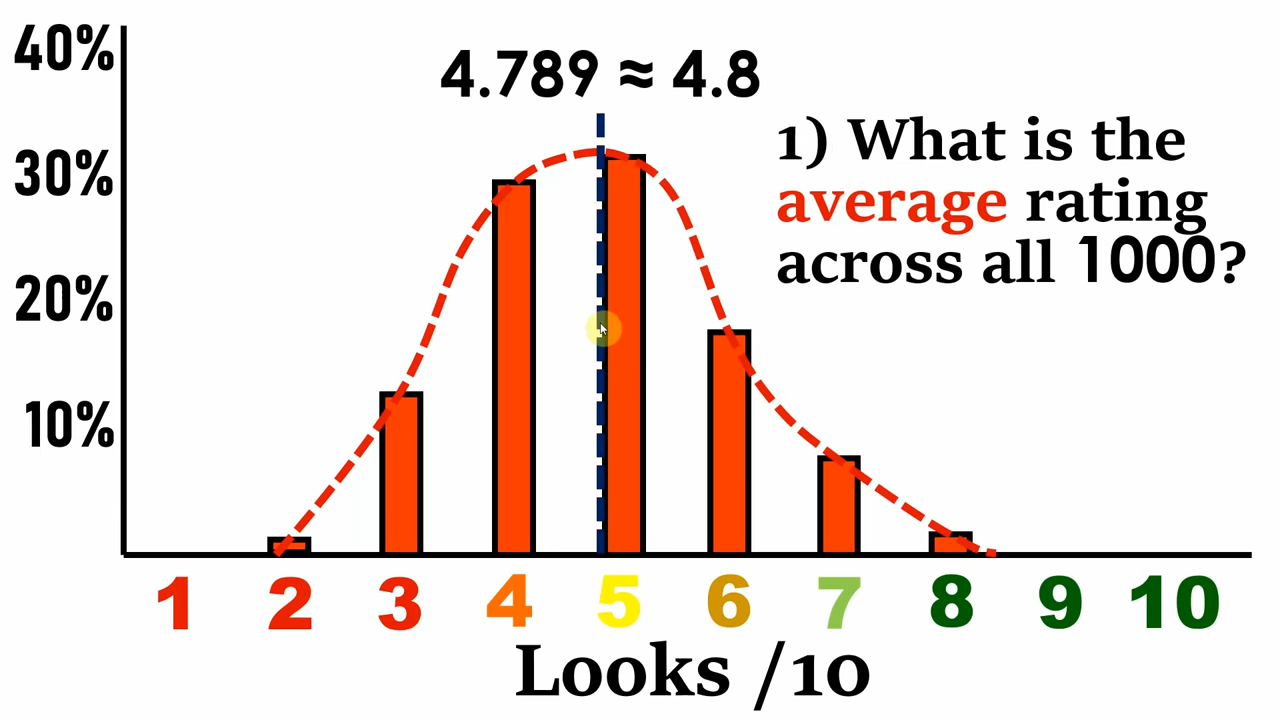 40%
4.789 ≈ 4.8
1) What is the
average rating
across all 1000?
30%
20%
10%
1 2 3 4 5 6 7 8 9 10
Looks /10